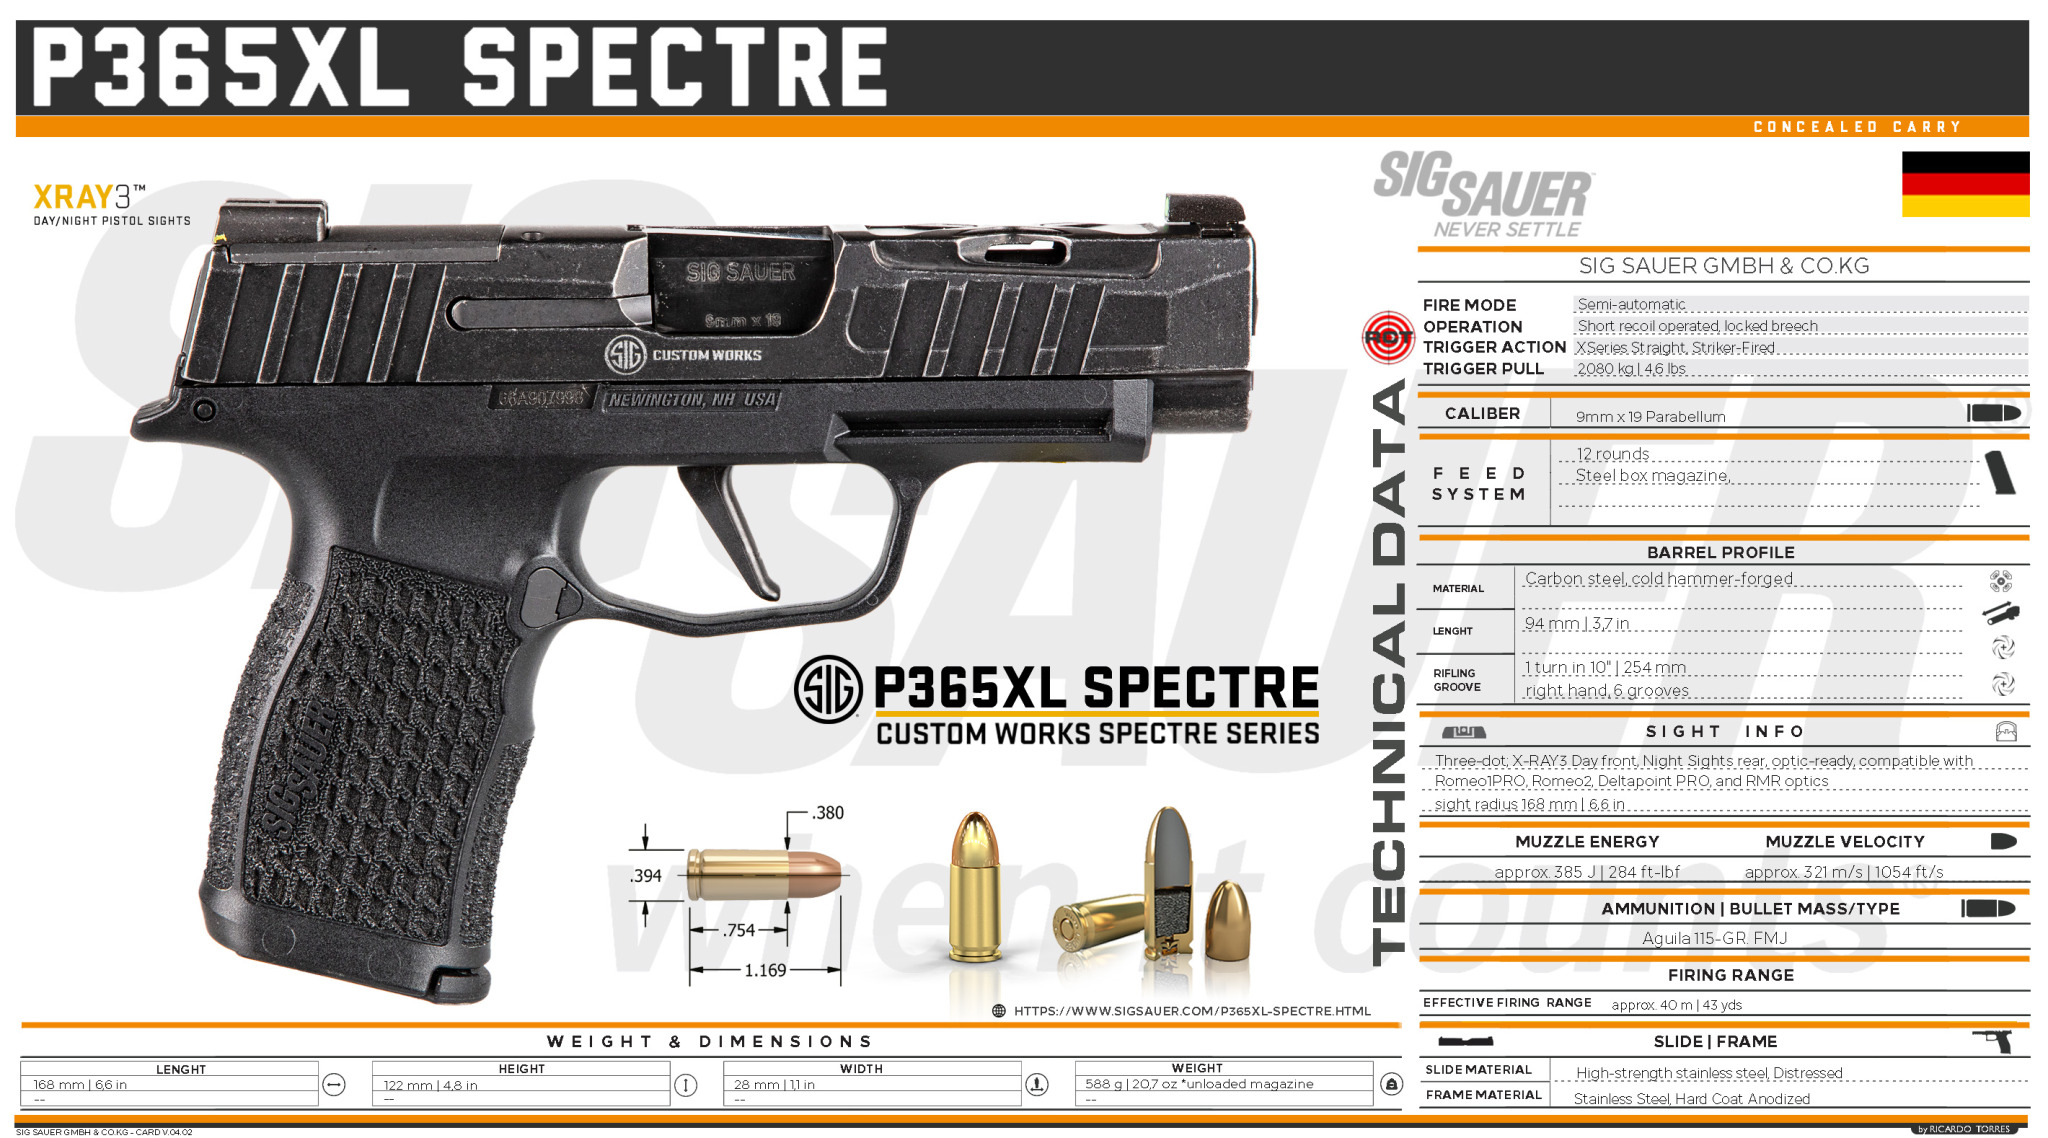 P365XL SPECTRE
CONCEALED CARRY
XRAY3™
DAY/NIGHT PISTOL SIGHTS
SIG SAUER
9mm x 19
SIG CUSTOM WORKS
NEWINGTON, NH USA
SIG SAUER
SIG SAUER
when it counts
SIG P365XL SPECTRE
CUSTOM WORKS SPECTRE SERIES
.380
.394
.754
1.169
HTTPS://WWW.SIGSAUER.COM/P365XL-SPECTRE.HTML
SIG SAUER
NEVER SETTLE
SIG SAUER GMBH & CO.KG
TECHNICAL DATA
RDT
FIRE MODE Semi-automatic
OPERATION Short recoil operated, locked breech
TRIGGER ACTION XSeries Straight, Striker-Fired
TRIGGER PULL 2080 kg | 4,6 lbs
CALIBER 9mm x 19 Parabellum
FEED SYSTEM
12 rounds
Steel box magazine,
BARREL PROFILE
MATERIAL Carbon steel, cold hammer-forged
LENGHT 94 mm | 3,7 in
RIFLING GROOVE
1 turn in 10" | 254 mm
right hand, 6 grooves
SIGHT INFO
Three-dot; X-RAY3 Day front, Night Sights rear, optic-ready, compatible with
Romeo1PRO, Romeo2, Deltapoint PRO, and RMR optics
sight radius 168 mm | 6,6 in
MUZZLE ENERGY MUZZLE VELOCITY
approx. 385 J | 284 ft-lbf approx. 321 m/s | 1054 ft/s
AMMUNITION | BULLET MASS/TYPE
Aguila 115-GR. FMJ
FIRING RANGE
EFFECTIVE FIRING RANGE approx. 40 m | 43 yds
SLIDE | FRAME
SLIDE MATERIAL High-strength stainless steel, Distressed
FRAME MATERIAL Stainless Steel, Hard Coat Anodized
WEIGHT & DIMENSIONS
LENGHT HEIGHT WIDTH WEIGHT
168 mm | 6,6 in 122 mm | 4,8 in 28 mm | 1,1 in 588 g | 20,7 oz *unloaded magazine
-- -- -- --
SIG SAUER GMBH & CO.KG - CARD V.04.02
by RICARDO TORRES